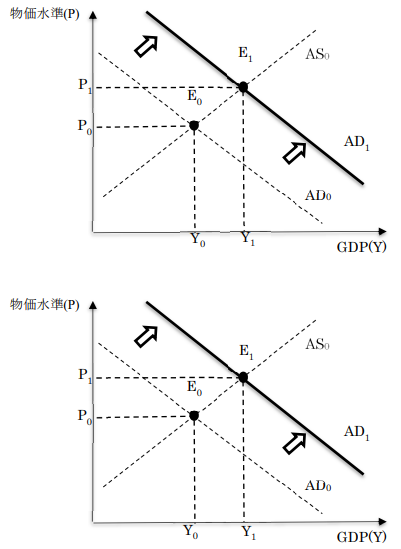 物価水準(P)
E1
AS0
P1
E0
P0
AD1
AD0
Y0
Y1
GDP(Y)
物価水準(P)
E1
AS0
P1
E0
P0
AD1
AD0
Y0
Y1
GDP(Y)